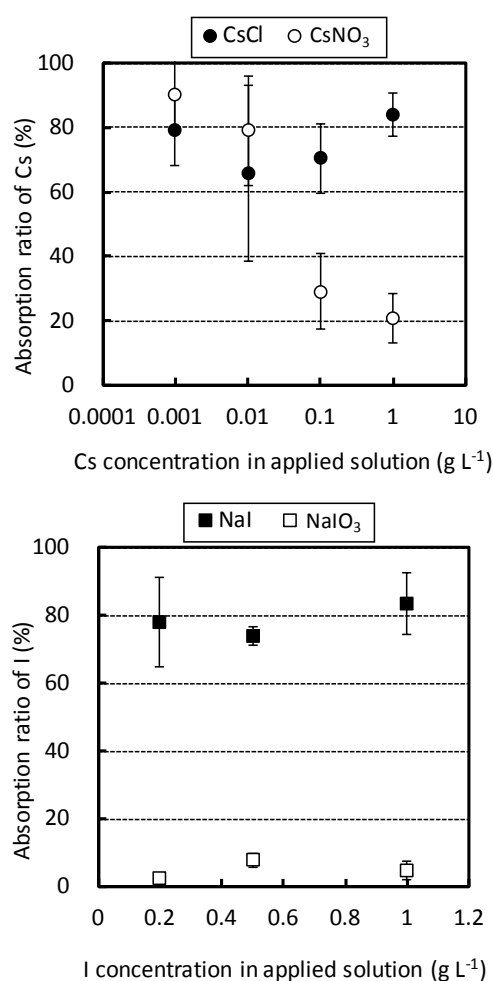 CsCl CsNO₃
100
80
60
40
20
0
Absorption ratio of Cs (%)
0.0001 0.001 0.01 0.1 1 10
Cs concentration in applied solution (g L⁻¹)
NaI NaIO₃
100
80
60
40
20
0
Absorption ratio of I (%)
0 0.2 0.4 0.6 0.8 1 1.2
I concentration in applied solution (g L⁻¹)